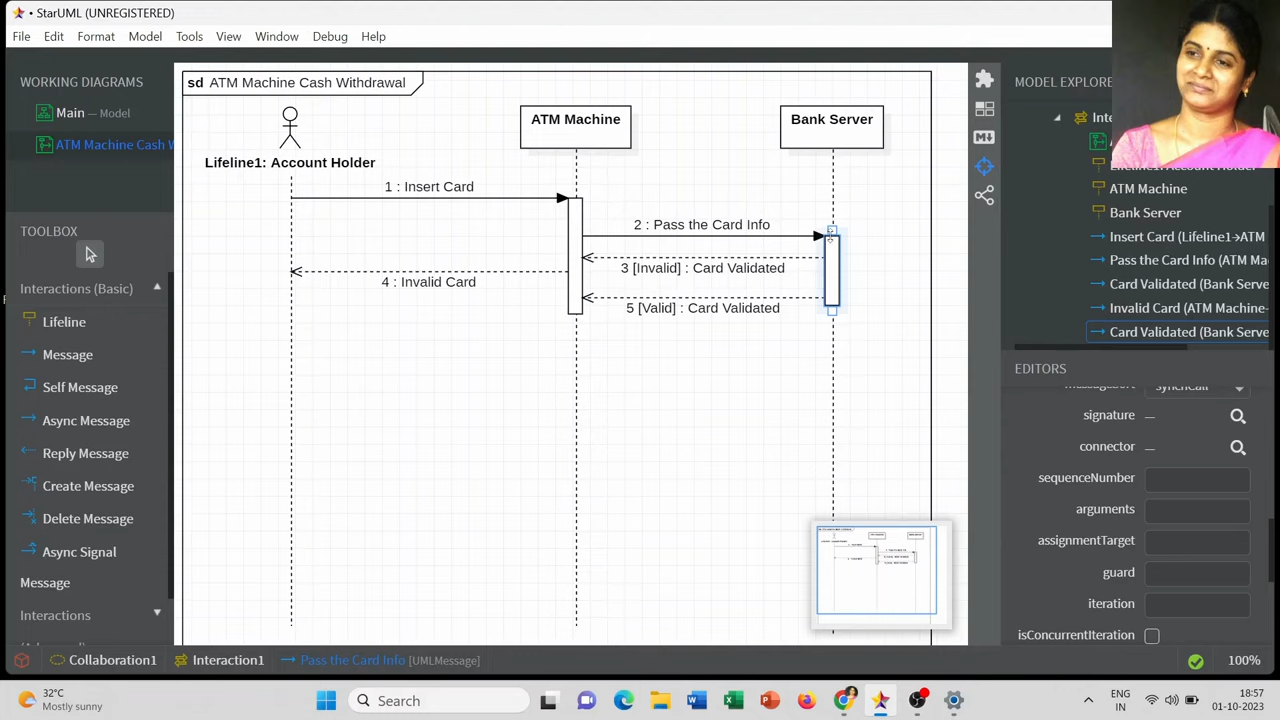 • StarUML (UNREGISTERED)
File Edit Format Model Tools View Window Debug Help
WORKING DIAGRAMS
Main — Model
ATM Machine Cash W
TOOLBOX
Interactions (Basic)
Lifeline
Message
Self Message
Async Message
Reply Message
Create Message
Delete Message
Async Signal
Message
Interactions
sd ATM Machine Cash Withdrawal
ATM Machine
Bank Server
Lifeline1: Account Holder
1 : Insert Card
2 : Pass the Card Info
3 [Invalid] : Card Validated
4 : Invalid Card
5 [Valid] : Card Validated
MODEL EXPLORE
Inte
Lifeline1: Account Holder
ATM Machine
Bank Server
Insert Card (Lifeline1→ATM
Pass the Card Info (ATM Ma
Card Validated (Bank Serve
Invalid Card (ATM Machine-
Card Validated (Bank Serve
EDITORS
messageSort synchCall
signature —
connector —
sequenceNumber
arguments
assignmentTarget
guard
iteration
isConcurrentIteration
Collaboration1 Interaction1 Pass the Card Info [UMLMessage]
100%
32°C
Mostly sunny
Search
ENG
IN
18:57
01-10-2023